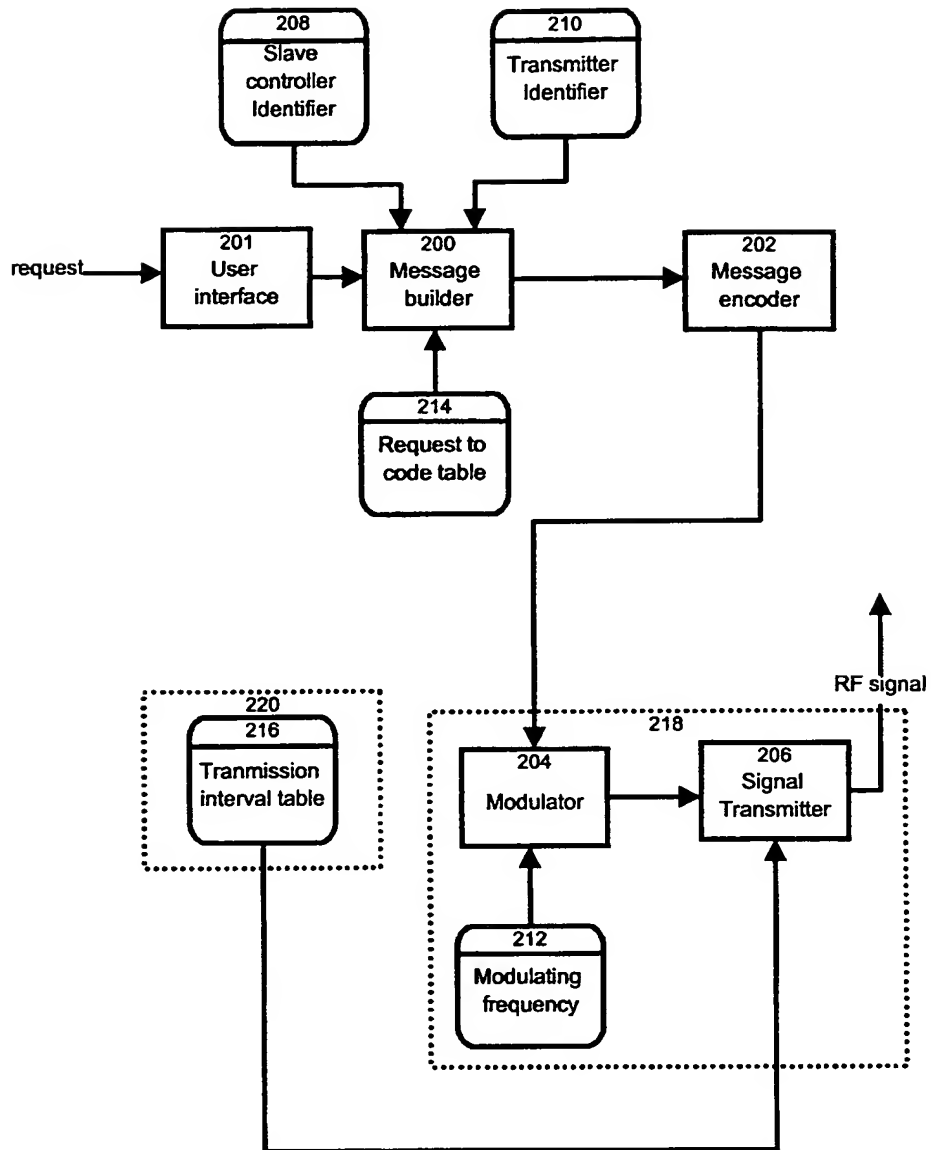 208
Slave
controller
Identifier
210
Transmitter
Identifier
request
201
User
interface
200
Message
builder
202
Message
encoder
214
Request to
code table
RF signal
220
216
Tranmission
interval table
218
204
Modulator
206
Signal
Transmitter
212
Modulating
frequency